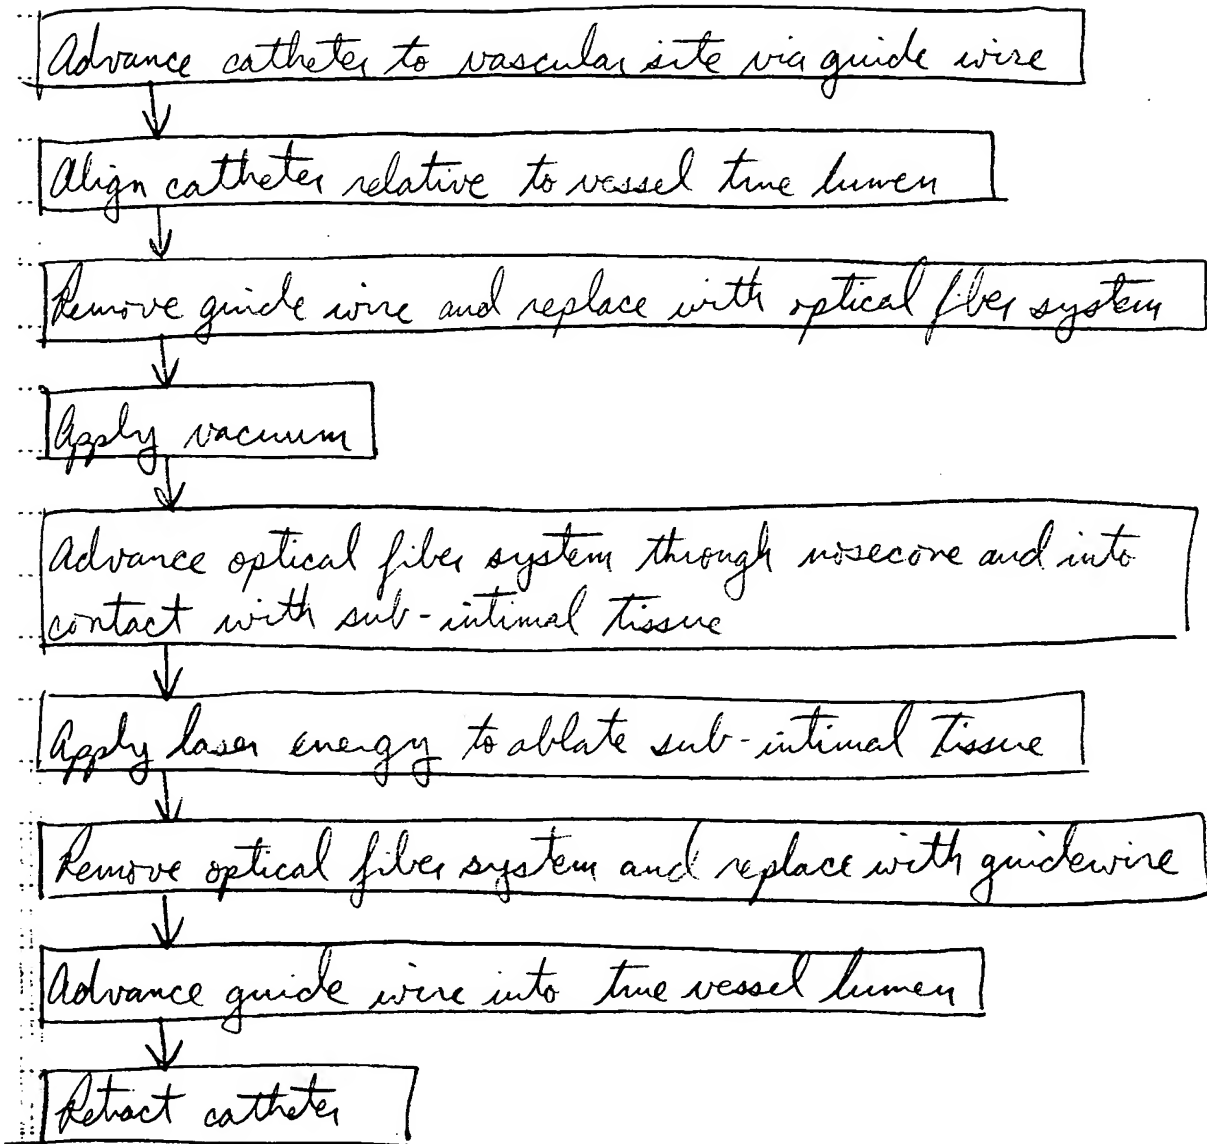 Advance catheter to vascular site via guide wire
Align catheter relative to vessel true lumen
Remove guide wire and replace with optical fiber system
Apply vacuum
Advance optical fiber system through nosecone and into
contact with sub-intimal tissue
Apply laser energy to ablate sub-intimal tissue
Remove optical fiber system and replace with guidewire
Advance guide wire into true vessel lumen
Retract catheter